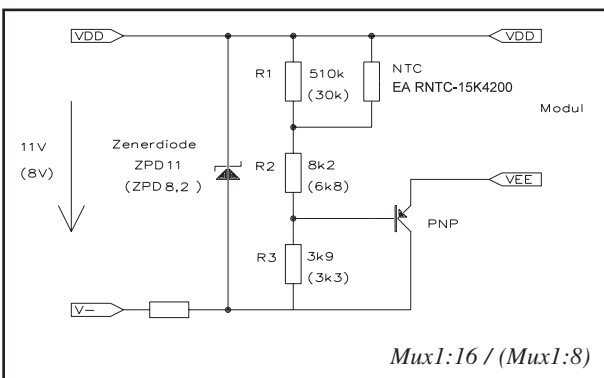 VDD
VDD
R1
510k
(30k)
NTC
EA RNTC-15K4200
Modul
11V
(8V)
Zenerdiode
ZPD11
(ZPD8,2)
R2
8k2
(6k8)
VEE
PNP
R3
3k9
(3k3)
V-
Mux1:16 / (Mux1:8)